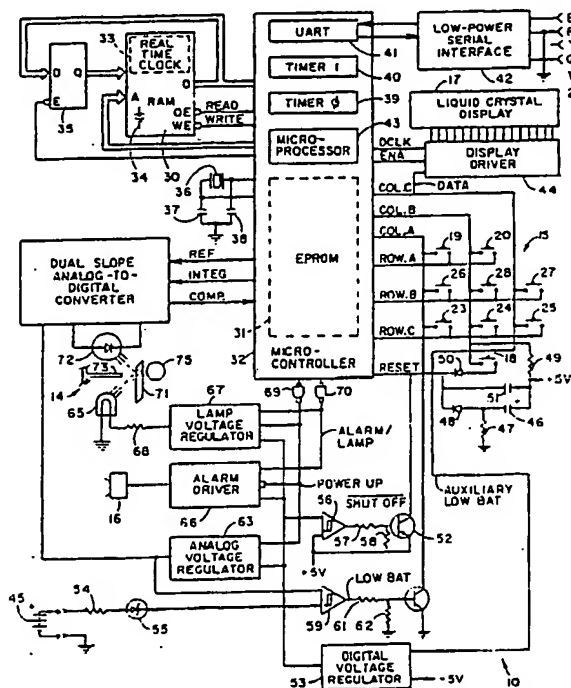 33
REAL
TIME
CLOCK
D
Q
E
35
A
RAM
D
OE
WE
READ
WRITE
34
30
36
37
38
UART
41
TIMER 1
40
TIMER Ø
39
MICRO-
PROCESSOR
43
EPROM
31
32
MICRO-
CONTROLLER
LOW-POWER
SERIAL
INTERFACE
42
17
LIQUID CRYSTAL
DISPLAY
DISPLAY
DRIVER
44
DCLK
ENA
DATA
COL.C
COL.B
COL.A
ROW.A
ROW.B
ROW.C
RESET
19
20
15
26
28
27
23
24
25
18
50
49
+5V
51
48
46
47
DUAL SLOPE
ANALOG-TO-
DIGITAL
CONVERTER
REF
INTEG
COMP.
72
73
14
65
71
75
68
67
LAMP
VOLTAGE
REGULATOR
69
70
ALARM/
LAMP
ALARM
DRIVER
66
16
POWER UP
63
ANALOG
VOLTAGE
REGULATOR
56
SHUT OFF
57
58
52
+5V
AUXILIARY
LOW BAT
45
+
54
55
LOW BAT
59
61
62
DIGITAL
VOLTAGE
REGULATOR
53
+5V
10